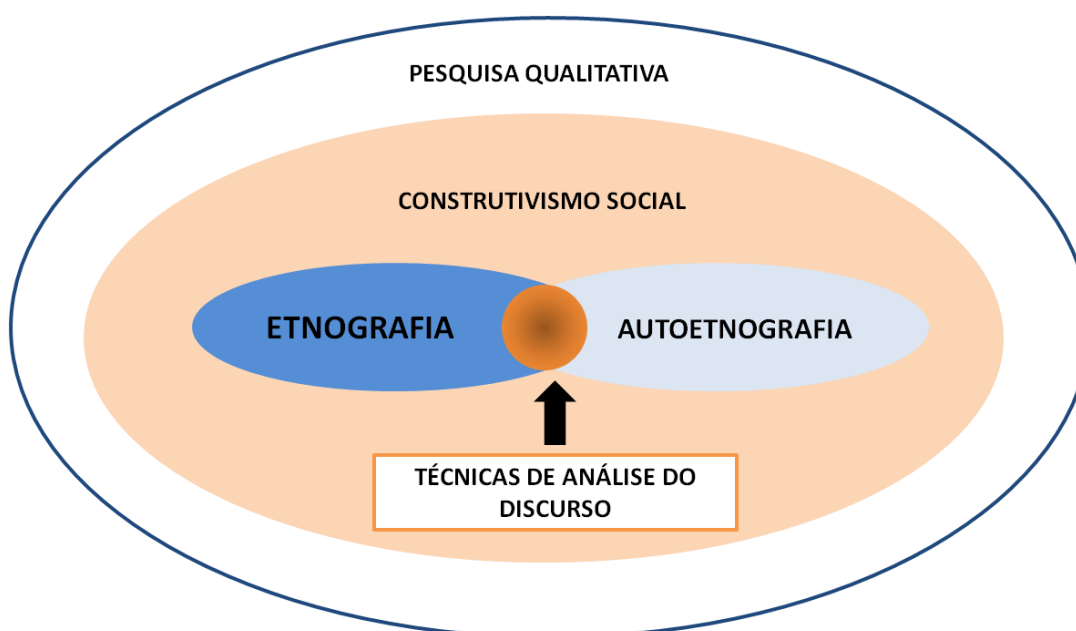 PESQUISA QUALITATIVA
CONSTRUTIVISMO SOCIAL
ETNOGRAFIA
AUTOETNOGRAFIA
TÉCNICAS DE ANÁLISE DO
DISCURSO